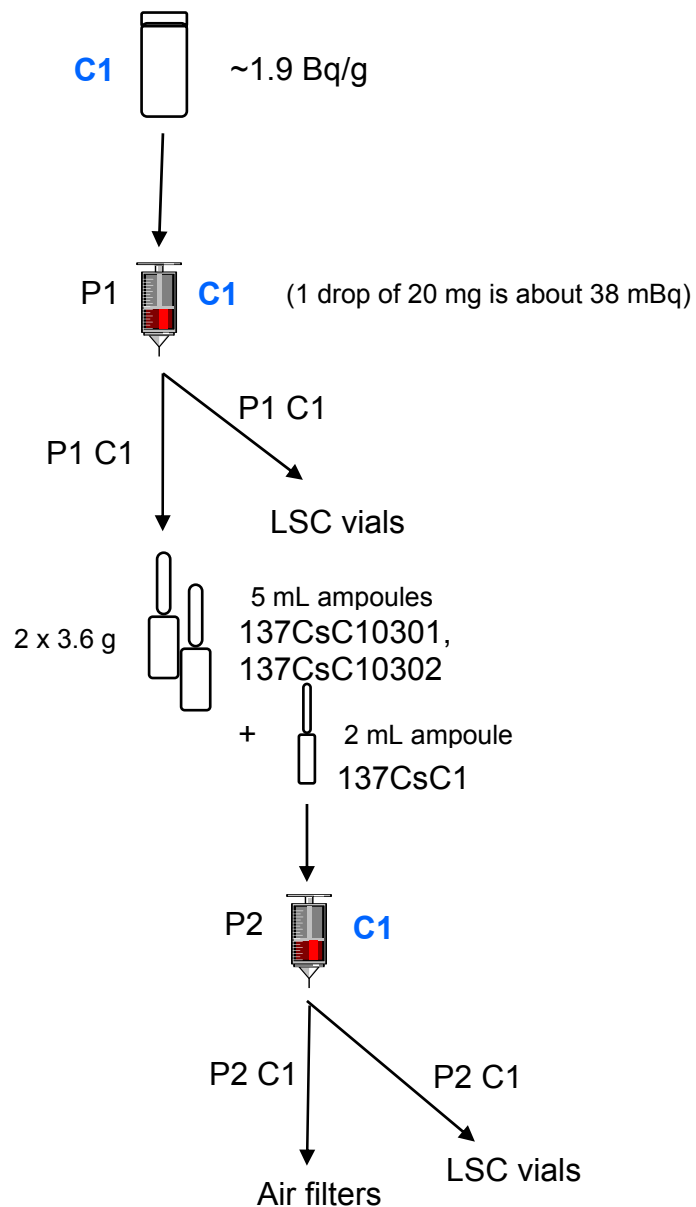 C1 ~1.9 Bq/g
P1 C1 (1 drop of 20 mg is about 38 mBq)
P1 C1
P1 C1
LSC vials
5 mL ampoules
2 x 3.6 g
137CsC10301,
137CsC10302
+
2 mL ampoule
137CsC1
P2 C1
P2 C1
P2 C1
LSC vials
Air filters